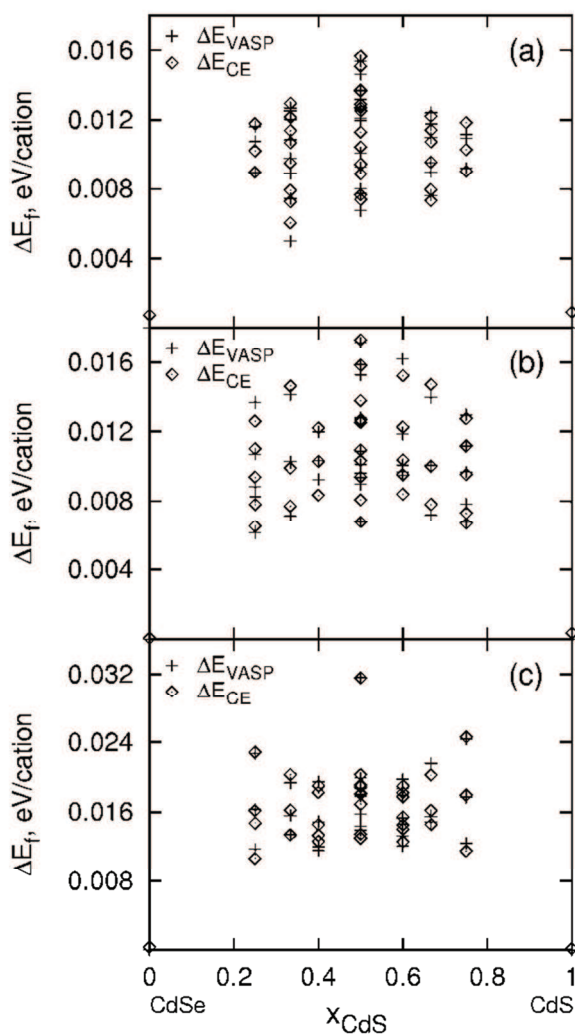 0.016
+ ΔE_VASP
(a)
◇ ΔE_CE
0.012
0.008
0.004
ΔE_f, eV/cation
0.016
+ ΔE_VASP
(b)
◇ ΔE_CE
0.012
0.008
0.004
ΔE_f, eV/cation
0.032
+ ΔE_VASP
(c)
◇ ΔE_CE
0.024
0.016
0.008
ΔE_f, eV/cation
0 0.2 0.4 0.6 0.8 1
CdSe x_CdS CdS